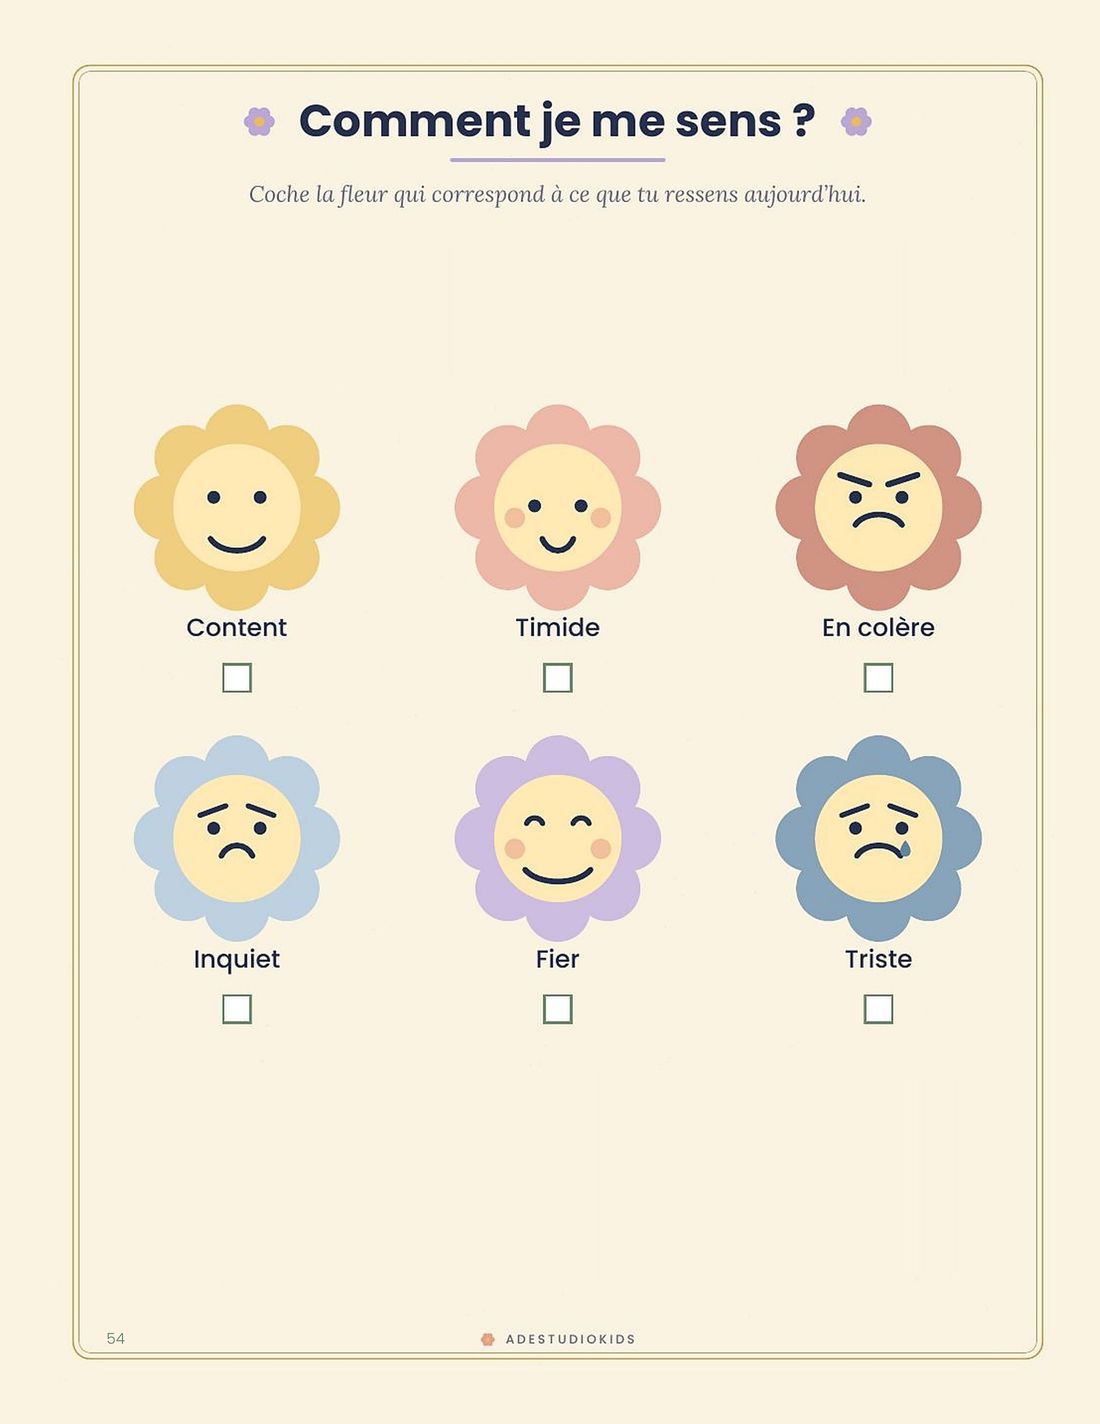 Comment je me sens ?
Coche la fleur qui correspond à ce que tu ressens aujourd'hui.
Content
Timide
En colère
Inquiet
Fier
Triste
54
ADESTUDIOKIDS